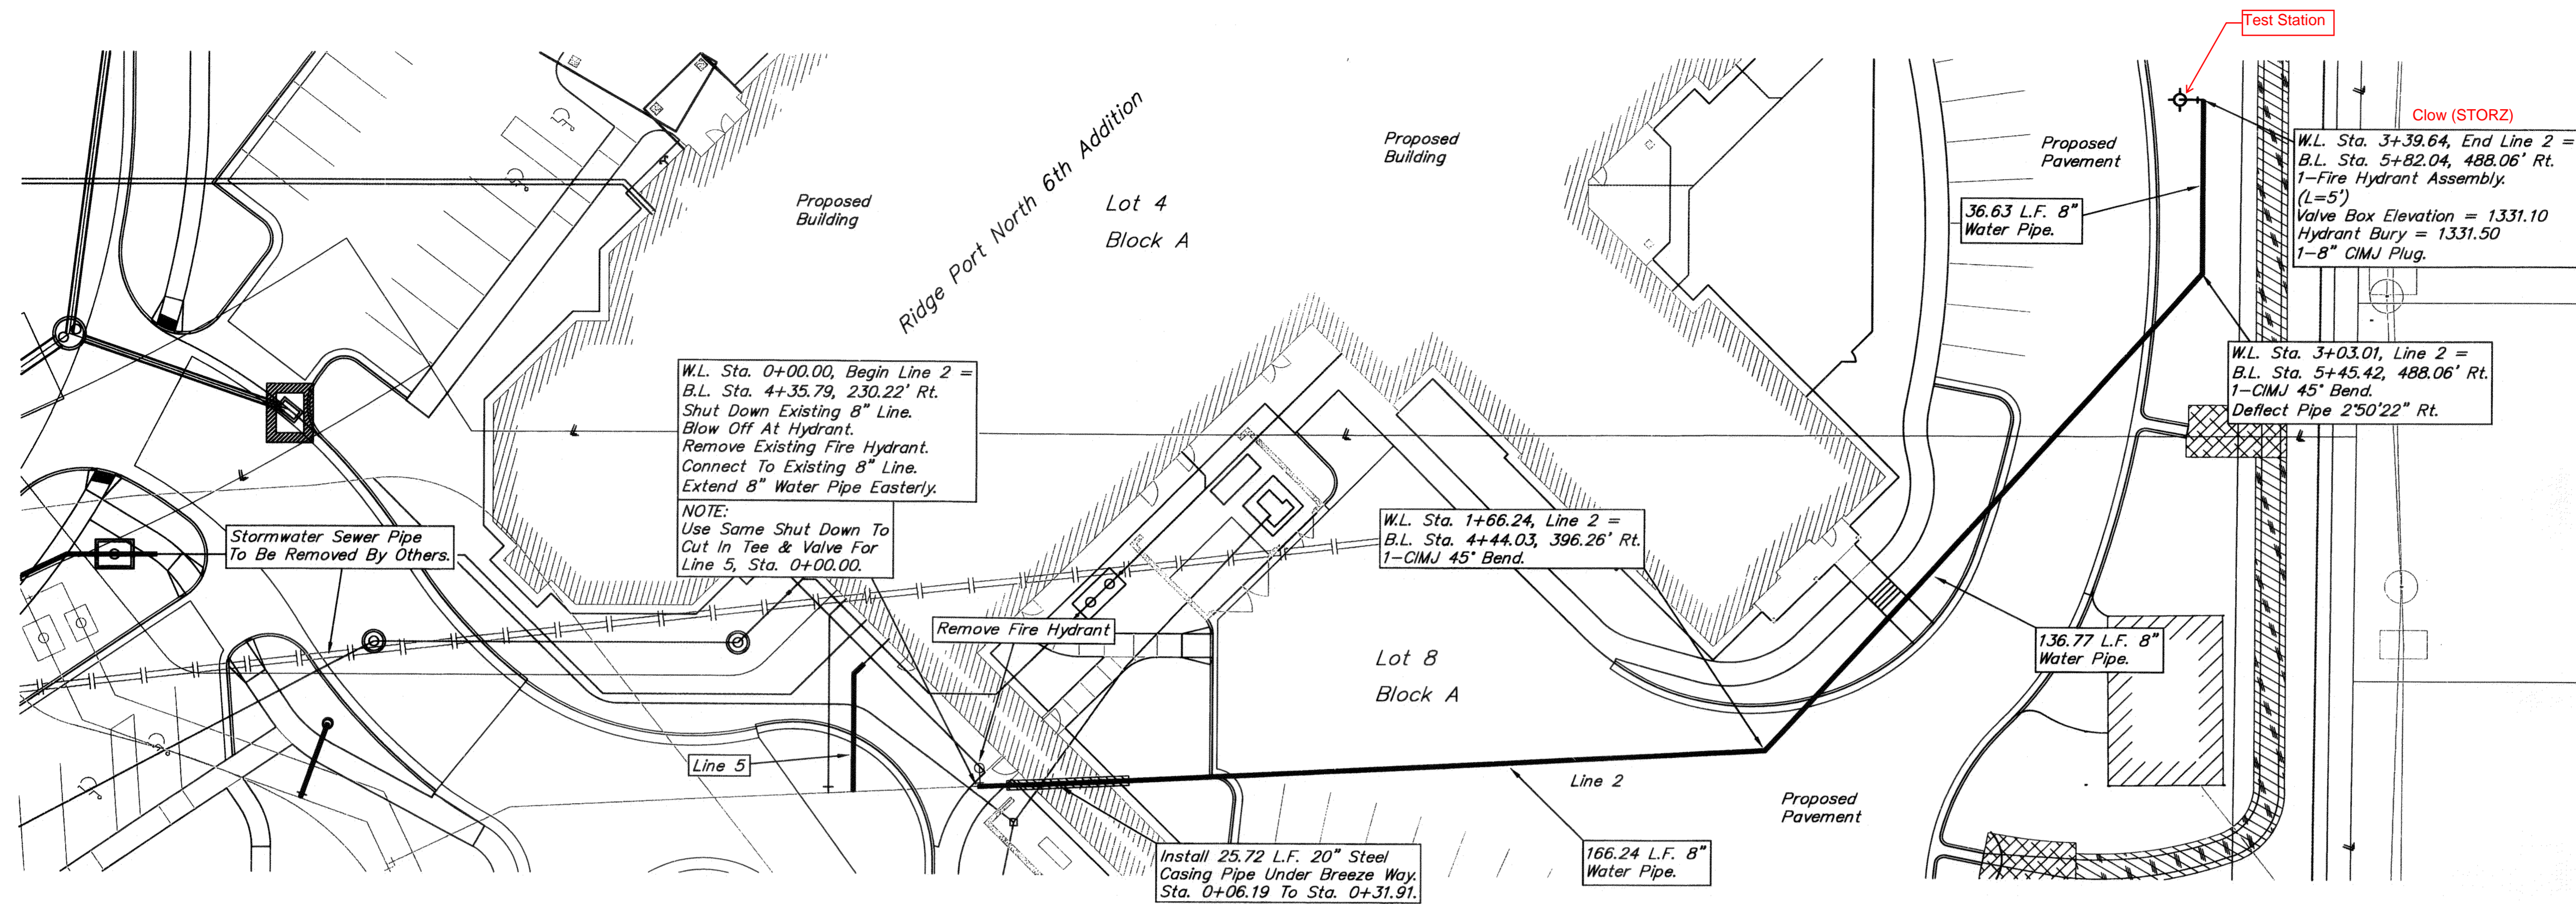 Test Station
Clow (STORZ)
W.L. Sta. 3+39.64, End Line 2 =
B.L. Sta. 5+82.04, 488.06' Rt.
1-Fire Hydrant Assembly.
(L=5')
Valve Box Elevation = 1331.10
Hydrant Bury = 1331.50
1-8" CIMJ Plug.
Proposed
Pavement
36.63 L.F. 8"
Water Pipe.
Proposed
Building
Ridge Port North 6th Addition
Lot 4
Block A
Proposed
Building
W.L. Sta. 0+00.00, Begin Line 2 =
B.L. Sta. 4+35.79, 230.22' Rt.
Shut Down Existing 8" Line.
Blow Off At Hydrant.
Remove Existing Fire Hydrant.
Connect To Existing 8" Line.
Extend 8" Water Pipe Easterly.
NOTE:
Use Same Shut Down To
Cut In Tee & Valve For
Line 5, Sta. 0+00.00.
W.L. Sta. 3+03.01, Line 2 =
B.L. Sta. 5+45.42, 488.06' Rt.
1-CIMJ 45° Bend.
Deflect Pipe 2°50'22" Rt.
Stormwater Sewer Pipe
To Be Removed By Others.
W.L. Sta. 1+66.24, Line 2 =
B.L. Sta. 4+44.03, 396.26' Rt.
1-CIMJ 45° Bend.
Remove Fire Hydrant
Lot 8
Block A
136.77 L.F. 8"
Water Pipe.
Line 5
Line 2
Proposed
Pavement
Install 25.72 L.F. 20" Steel
Casing Pipe Under Breeze Way.
Sta. 0+06.19 To Sta. 0+31.91.
166.24 L.F. 8"
Water Pipe.